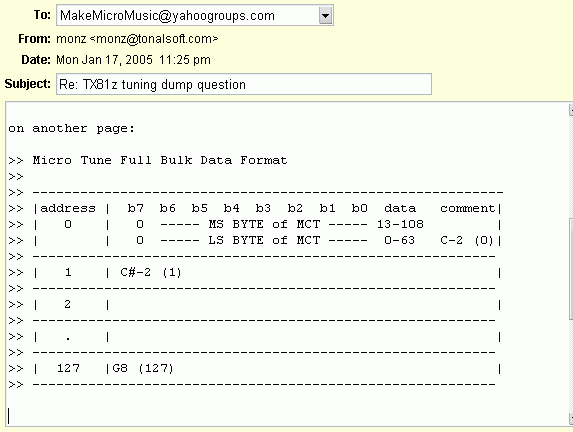 To: MakeMicroMusic@yahoogroups.com
From: monz <monz@tonalsoft.com>
Date: Mon Jan 17, 2005  11:25 pm
Subject: Re: TX81z tuning dump question
on another page:
>> Micro Tune Full Bulk Data Format
>>
>> -----------------------------------------------------------
>> |address |  b7  b6  b5  b4  b3  b2  b1  b0  data   comment|
>> |   0    |   0  ----- MS BYTE of MCT ----- 13-108         |
>> |        |   0  ----- LS BYTE of MCT -----  0-63   C-2 (0)|
>> ----------------------------------------------------------
>> |   1    | C#-2 (1)                                       |
>> ----------------------------------------------------------
>> |   2    |                                                |
>> ----------------------------------------------------------
>> |   .    |                                                |
>> ----------------------------------------------------------
>> |  127   |G8 (127)                                        |
>> ----------------------------------------------------------